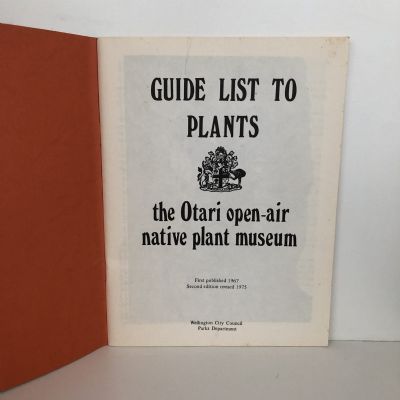 GUIDE LIST TO
PLANTS
the Otari open-air
native plant museum
First published 1967
Second edition revised 1975
Wellington City Council
Parks Department